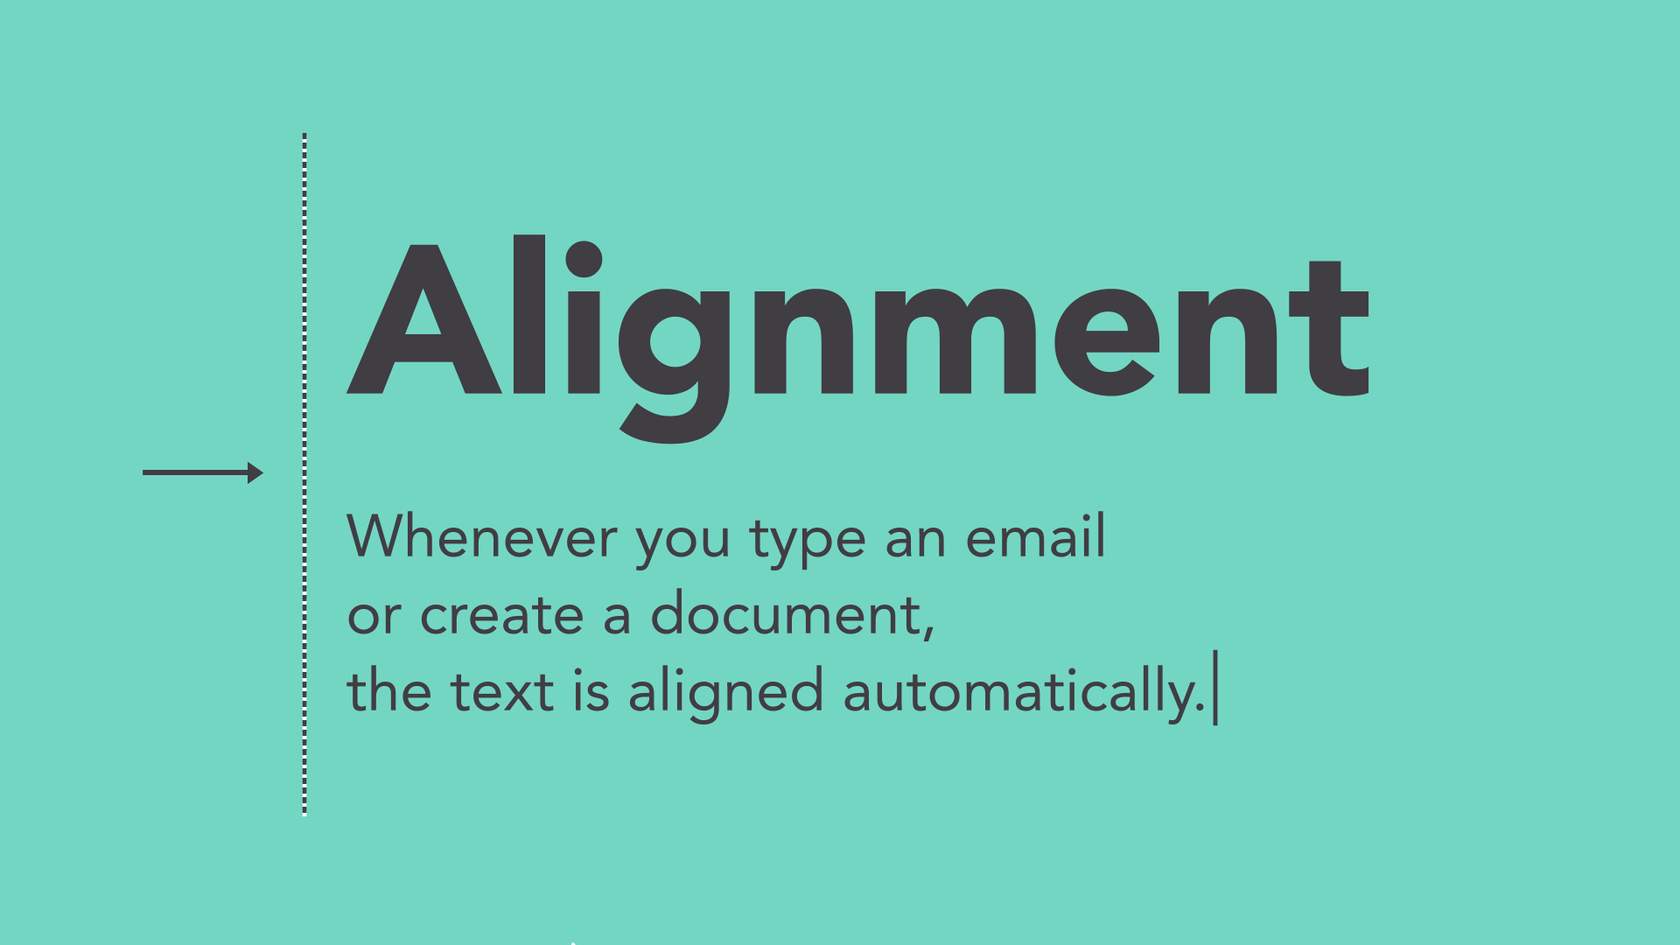 Alignment
Whenever you type an email
or create a document,
the text is aligned automatically.